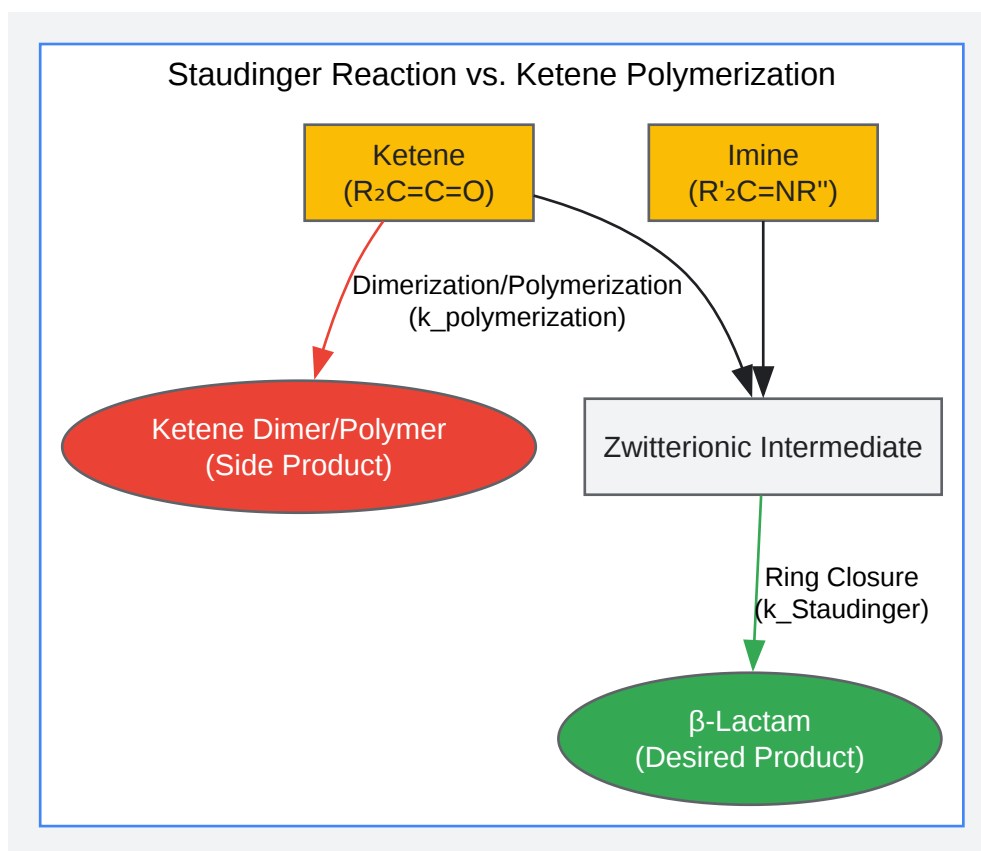 Staudinger Reaction vs. Ketene Polymerization
Ketene
(R₂C=C=O)
Imine
(R'₂C=NR")
Dimerization/Polymerization
(k_polymerization)
Ketene Dimer/Polymer
(Side Product)
Zwitterionic Intermediate
Ring Closure
(k_Staudinger)
β-Lactam
(Desired Product)